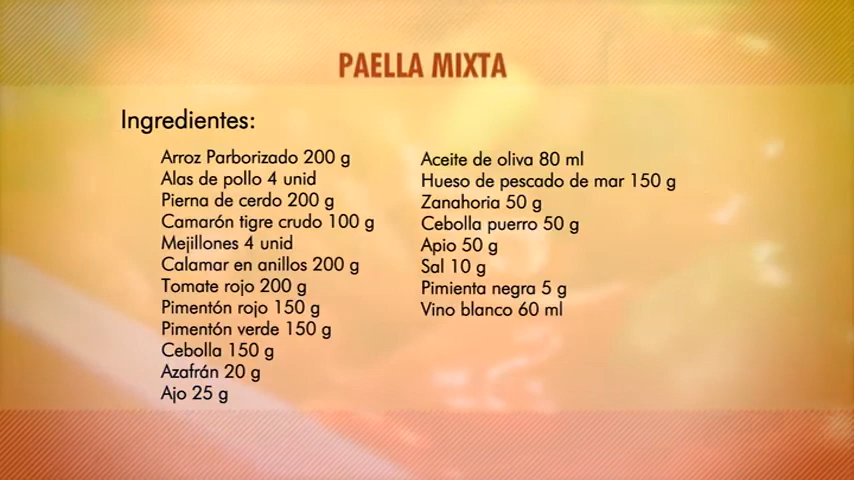 PAELLA MIXTA
Ingredientes:
Arroz Parborizado 200 g
Alas de pollo 4 unid
Pierna de cerdo 200 g
Camarón tigre crudo 100 g
Mejillones 4 unid
Calamar en anillos 200 g
Tomate rojo 200 g
Pimentón rojo 150 g
Pimentón verde 150 g
Cebolla 150 g
Azafrán 20 g
Ajo 25 g
Aceite de oliva 80 ml
Hueso de pescado de mar 150 g
Zanahoria 50 g
Cebolla puerro 50 g
Apio 50 g
Sal 10 g
Pimienta negra 5 g
Vino blanco 60 ml